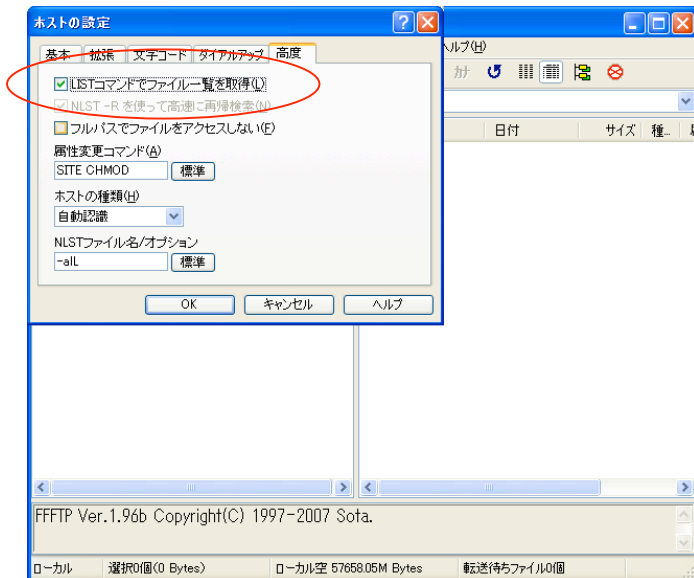 ホストの設定
基本 拡張 文字コード ダイアルアップ 高度
LISTコマンドでファイル一覧を取得(L)
NLST -R を使って高速に再帰検索(N)
フルパスでファイルをアクセスしない(F)
属性変更コマンド(A)
SITE CHMOD 標準
ホストの種類(H)
自動認識
NLSTファイル名/オプション
-alL 標準
OK キャンセル ヘルプ
ヘルプ(H)
カナ
日付 サイズ 種...
FFFTP Ver.1.96b Copyright(C) 1997-2007 Sota.
ローカル 選択0個(0 Bytes) ローカル空 57658.05M Bytes 転送待ちファイル0個